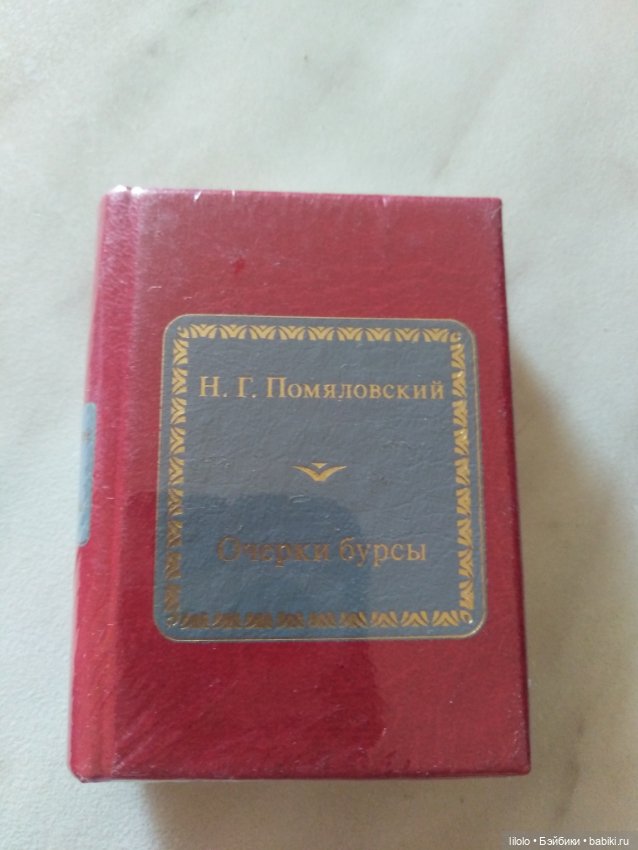 Н. Г. Помяловский
Очерки бурсы
lilolo • Бэйбики • babiki.ru